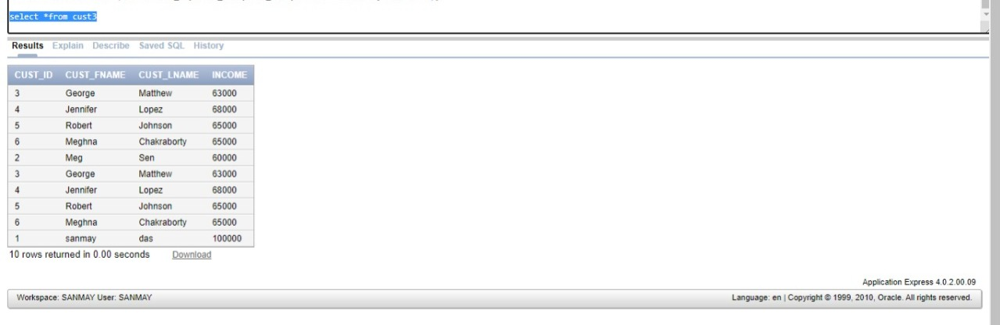 select *from cust3
Results Explain Describe Saved SQL History
CUST_ID CUST_FNAME CUST_LNAME INCOME
3 George Matthew 63000
4 Jennifer Lopez 68000
5 Robert Johnson 65000
6 Meghna Chakraborty 65000
2 Meg Sen 60000
3 George Matthew 63000
4 Jennifer Lopez 68000
5 Robert Johnson 65000
6 Meghna Chakraborty 65000
1 sanmay das 100000
10 rows returned in 0.00 seconds Download
Application Express 4.0.2.00.09
Workspace: SANMAY User: SANMAY Language: en | Copyright © 1999, 2010, Oracle. All rights reserved.